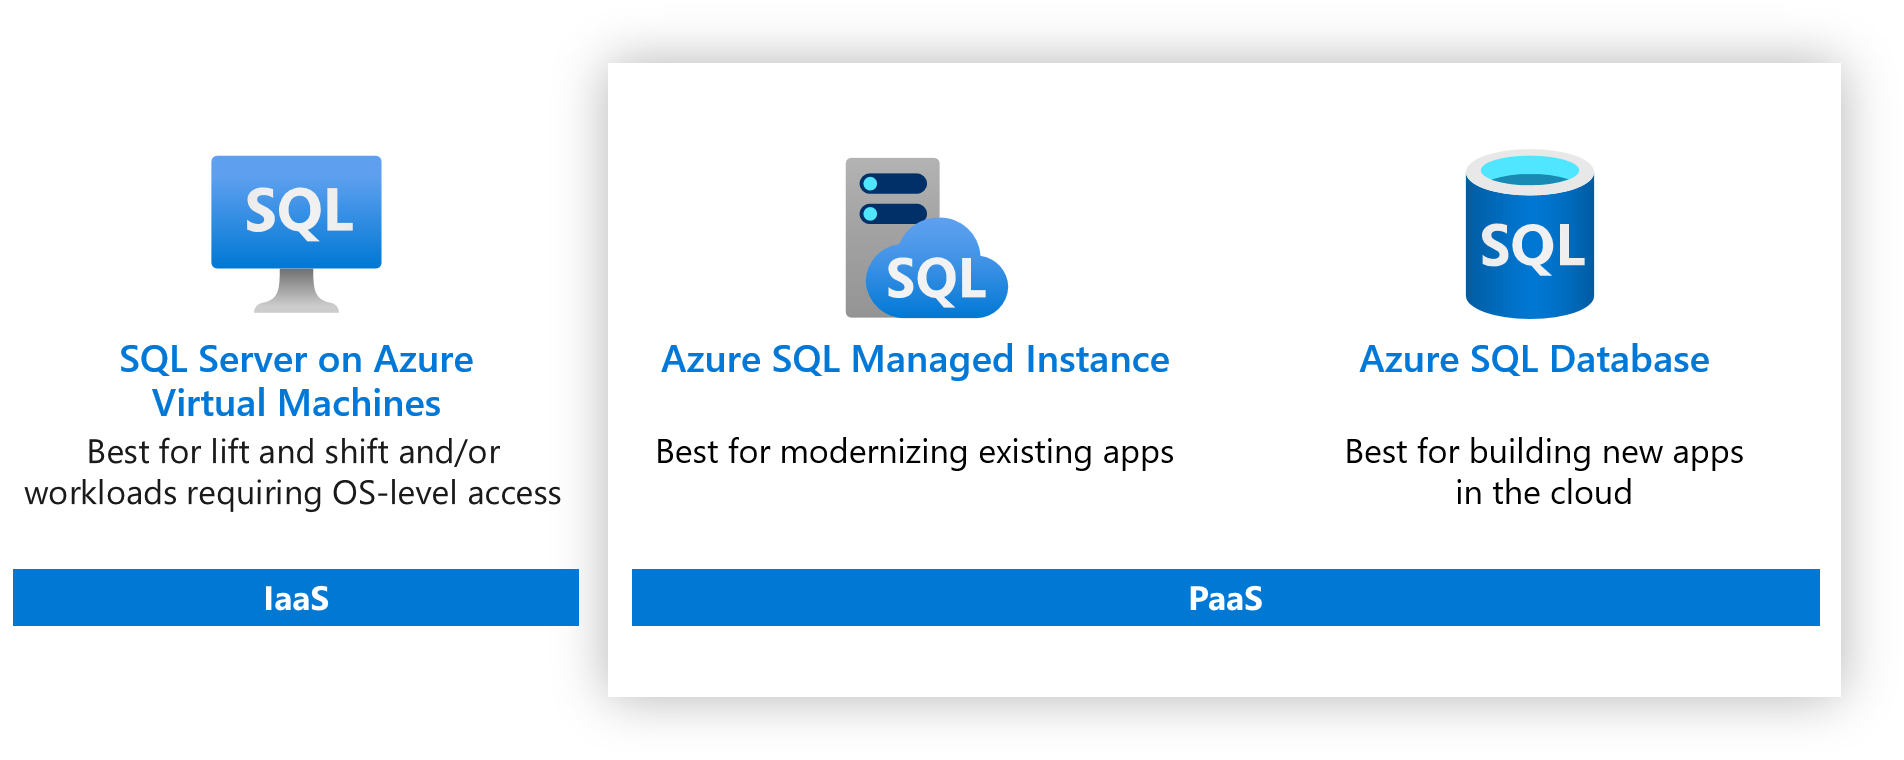 SQL
SQL Server on Azure
Virtual Machines
Best for lift and shift and/or
workloads requiring OS-level access
IaaS
SQL
Azure SQL Managed Instance
Best for modernizing existing apps
SQL
Azure SQL Database
Best for building new apps
in the cloud
PaaS